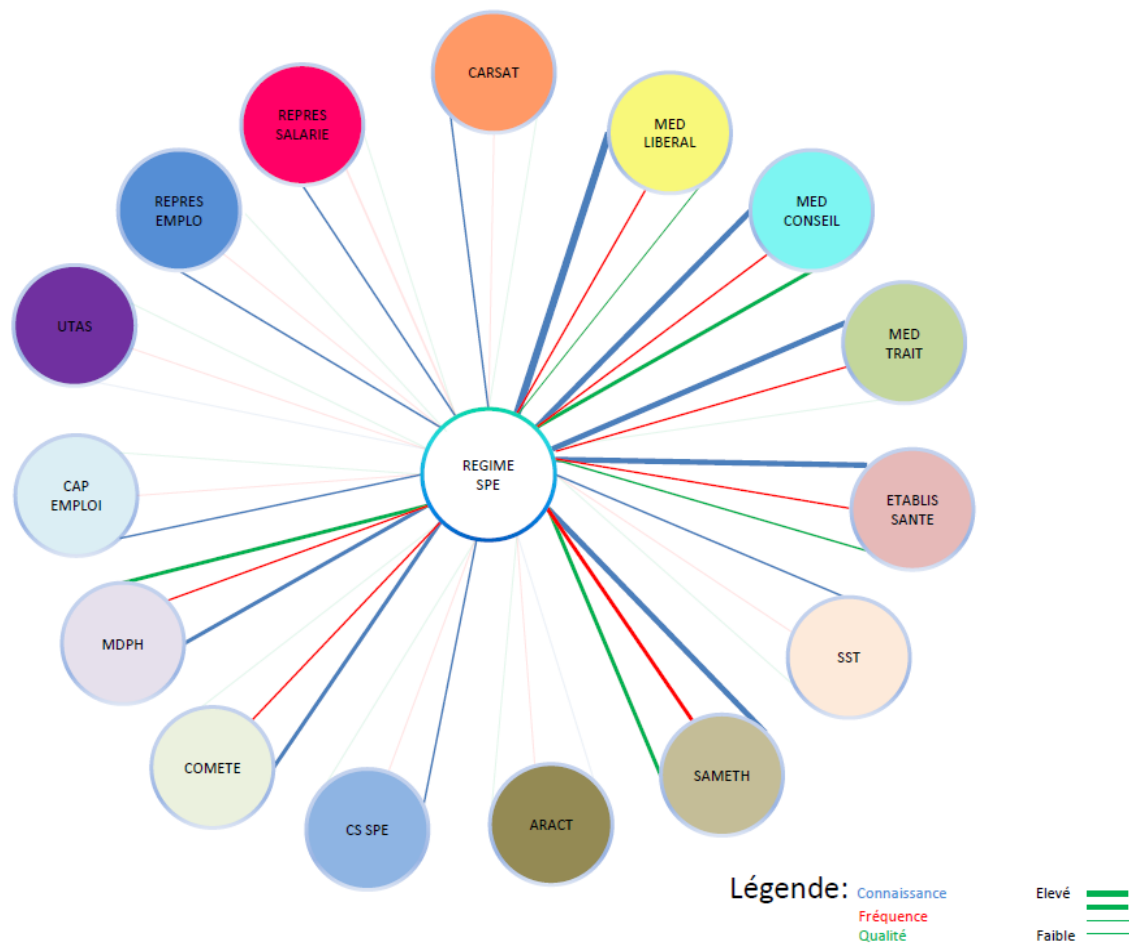 CARSAT
REPRES
SALARIE
MED
LIBERAL
REPRES
EMPLO
MED
CONSEIL
UTAS
MED
TRAIT
REGIME
SPE
CAP
EMPLOI
ETABLIS
SANTE
MDPH
SST
COMETE
SAMETH
CS SPE
ARACT
Légende: Connaissance Elevé
Fréquence
Qualité Faible